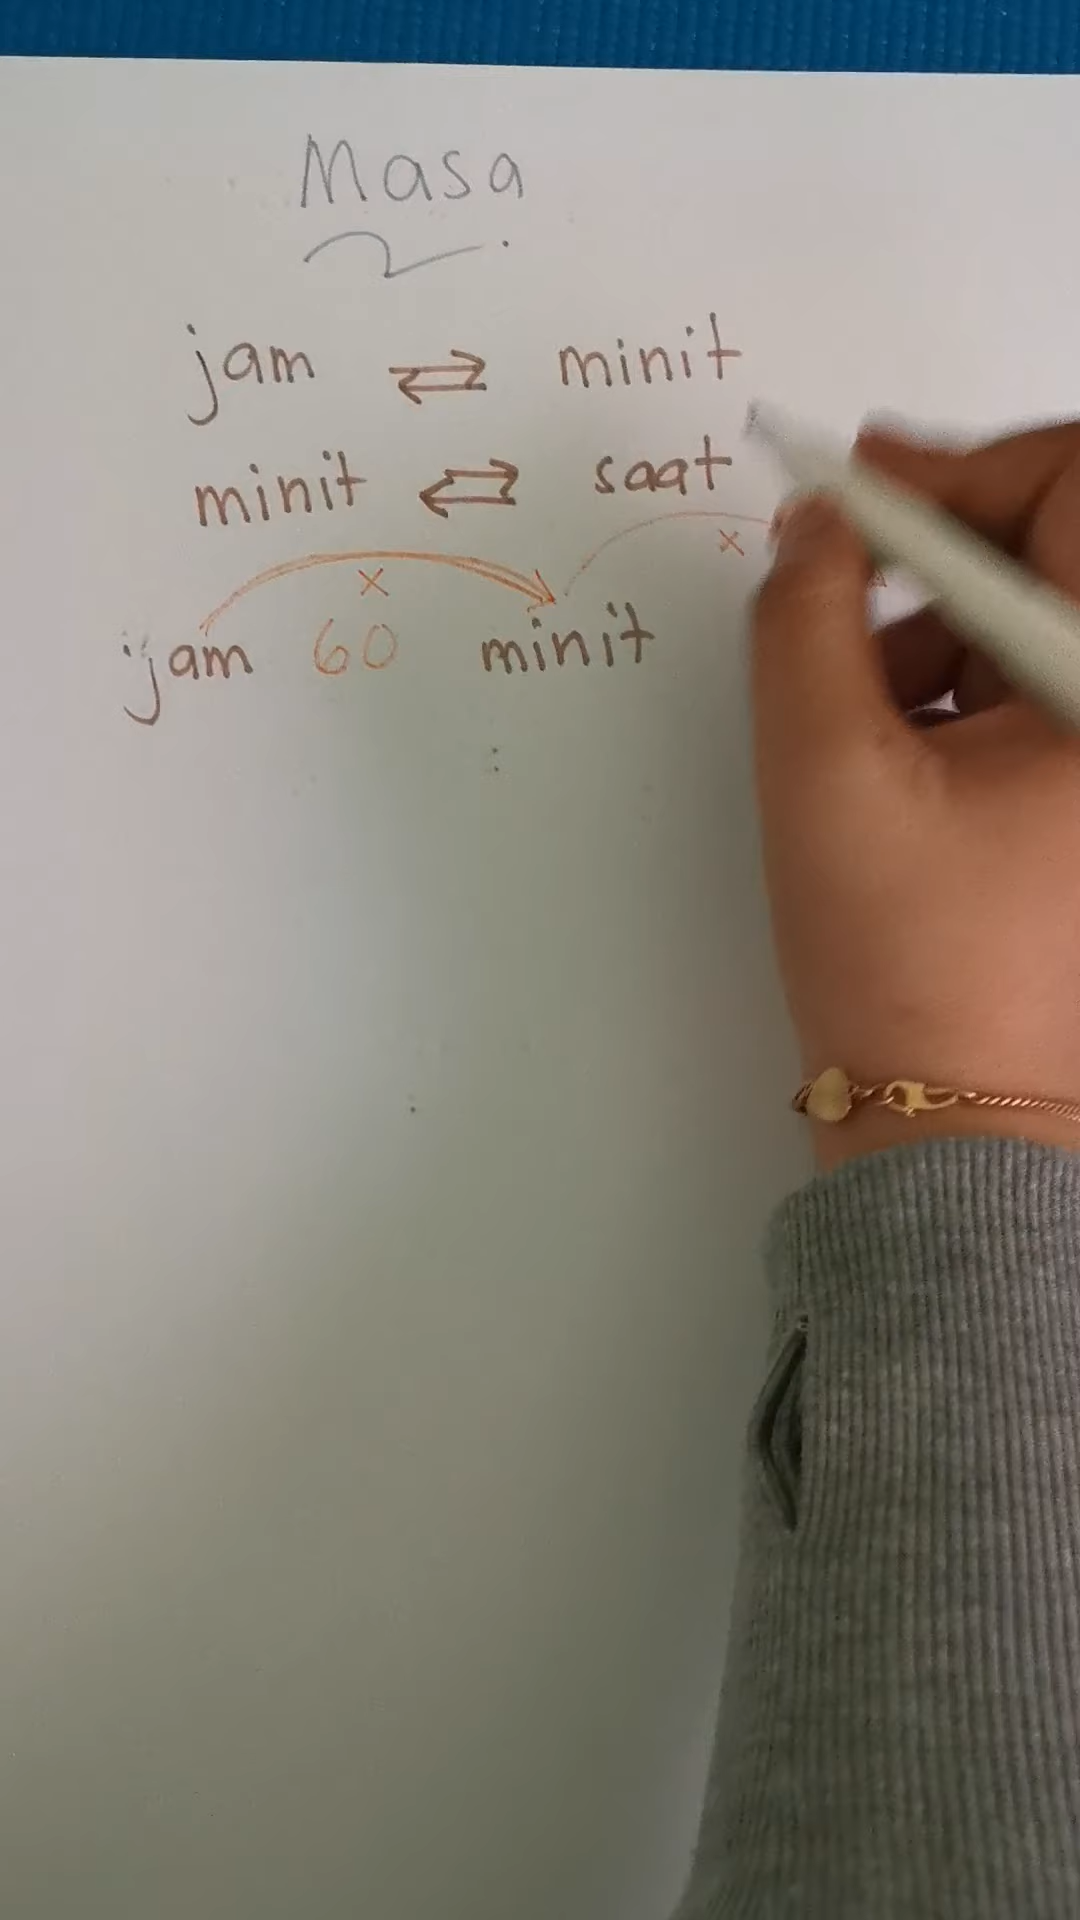 Masa
jam ⇄ minit
minit ⇄ saat
x x
jam 60 minit